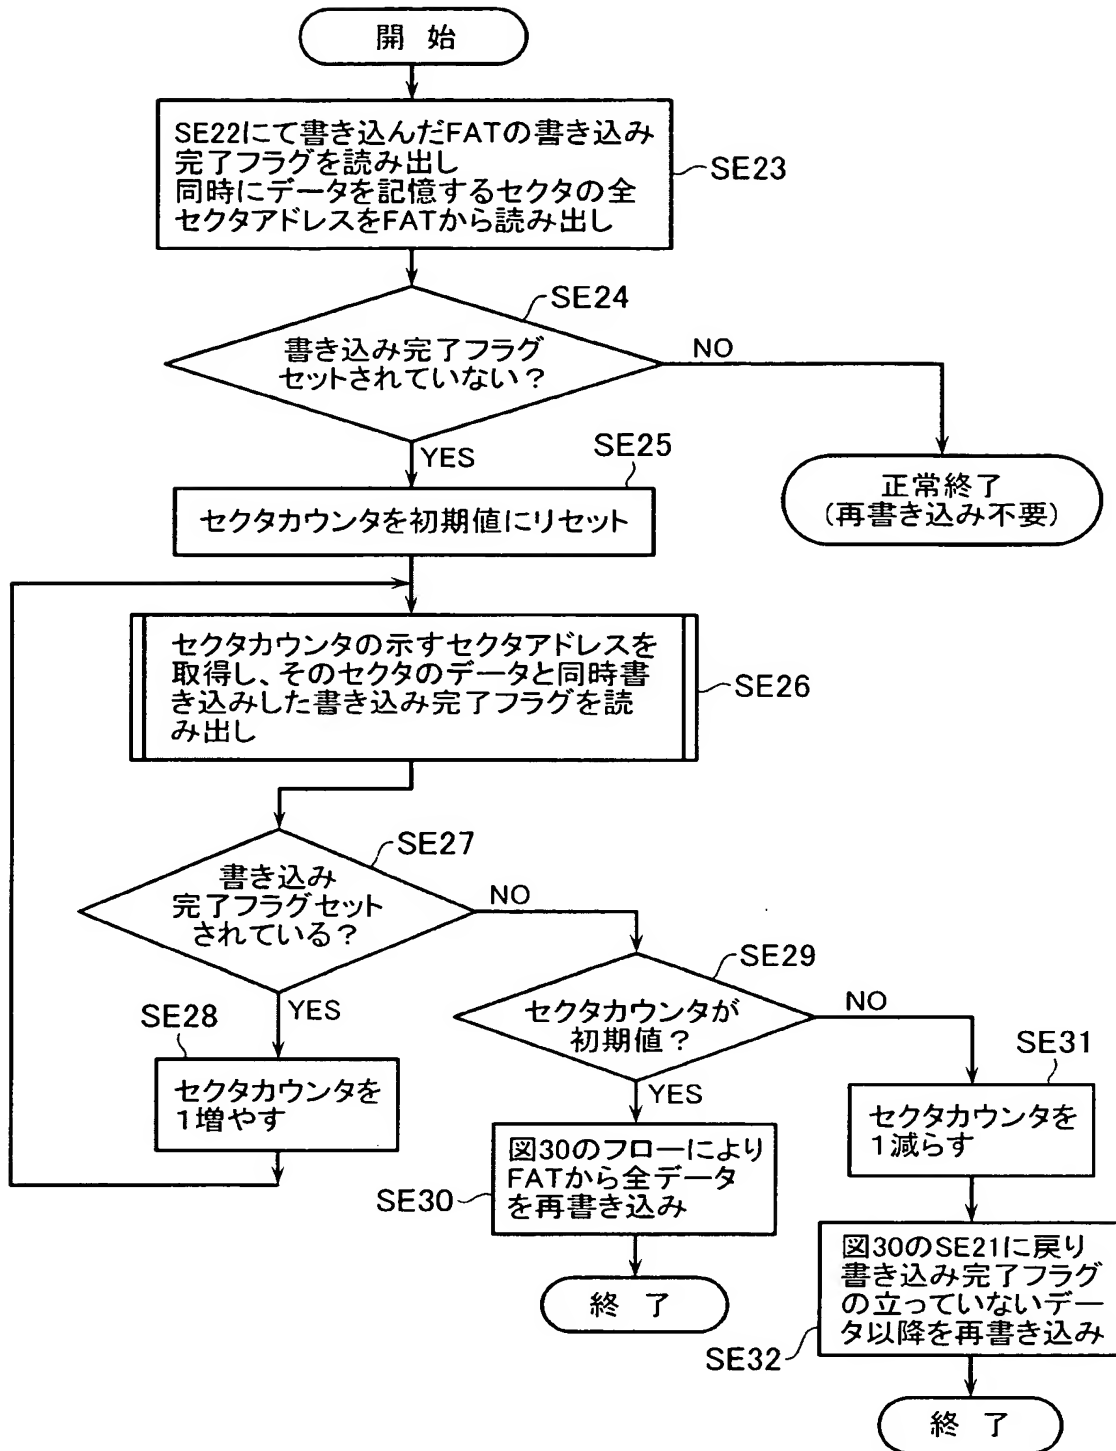 開 始
SE22にて書き込んだFATの書き込み
完了フラグを読み出し
同時にデータを記憶するセクタの全
セクタアドレスをFATから読み出し
SE23
SE24
書き込み完了フラグ
セットされていない？
NO
YES
SE25
正常終了
(再書き込み不要)
セクタカウンタを初期値にリセット
セクタカウンタの示すセクタアドレスを
取得し、そのセクタのデータと同時書
き込みした書き込み完了フラグを読
み出し
SE26
SE27
書き込み
完了フラグセット
されている？
NO
YES
SE28
セクタカウンタを
1増やす
SE29
セクタカウンタが
初期値？
NO
YES
SE31
セクタカウンタを
1減らす
図30のフローにより
FATから全データ
を再書き込み
SE30
終 了
図30のSE21に戻り
書き込み完了フラグ
の立っていないデー
タ以降を再書き込み
SE32
終 了